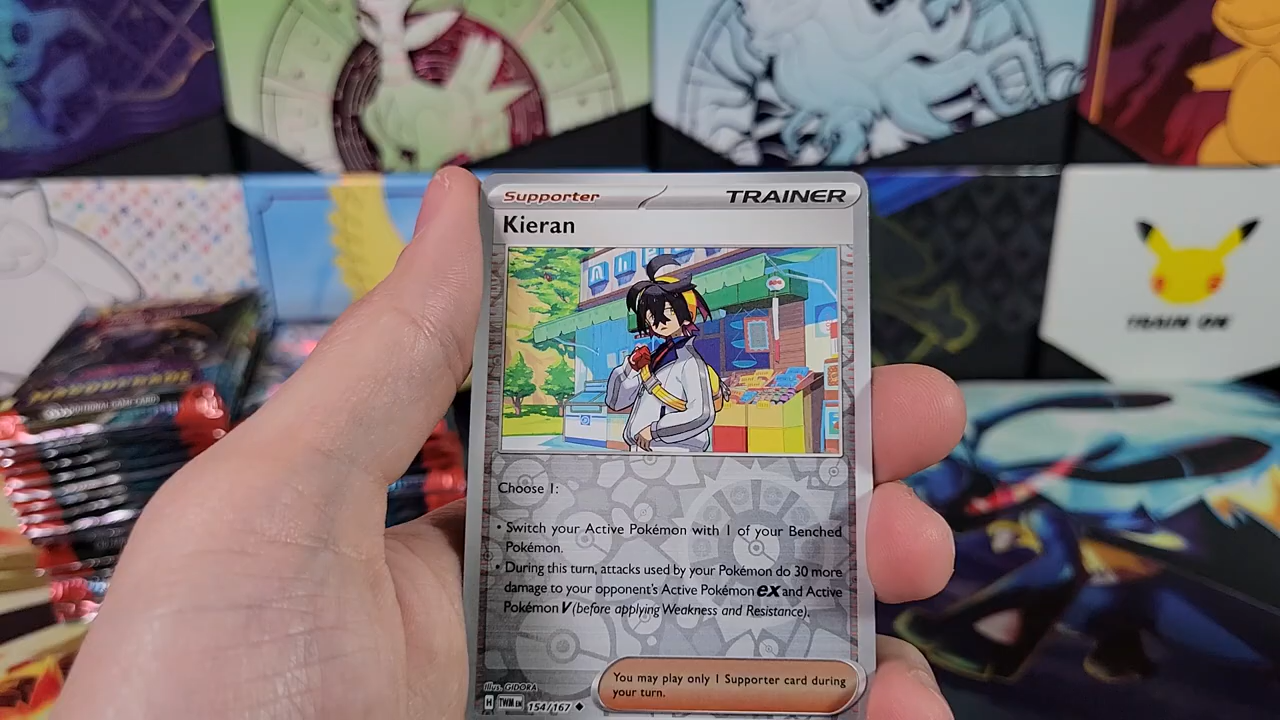 Supporter TRAINER
Kieran
TRAIN ON
Choose 1:
• Switch your Active Pokémon with 1 of your Benched
Pokémon.
• During this turn, attacks used by your Pokémon do 30 more
damage to your opponent's Active Pokémon ex and Active
Pokémon V (before applying Weakness and Resistance).
You may play only 1 Supporter card during
your turn.
Illus. GIDORA
H TWM EN 154/167